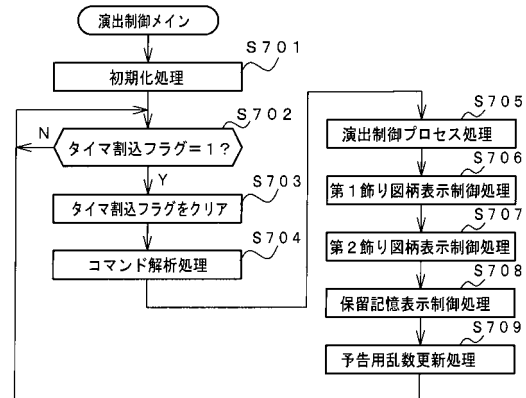 演出制御メイン
S701
初期化処理
S702
N
タイマ割込フラグ=1?
Y
S703
タイマ割込フラグをクリア
S704
コマンド解析処理
S705
演出制御プロセス処理
S706
第1飾り図柄表示制御処理
S707
第2飾り図柄表示制御処理
S708
保留記憶表示制御処理
S709
予告用乱数更新処理